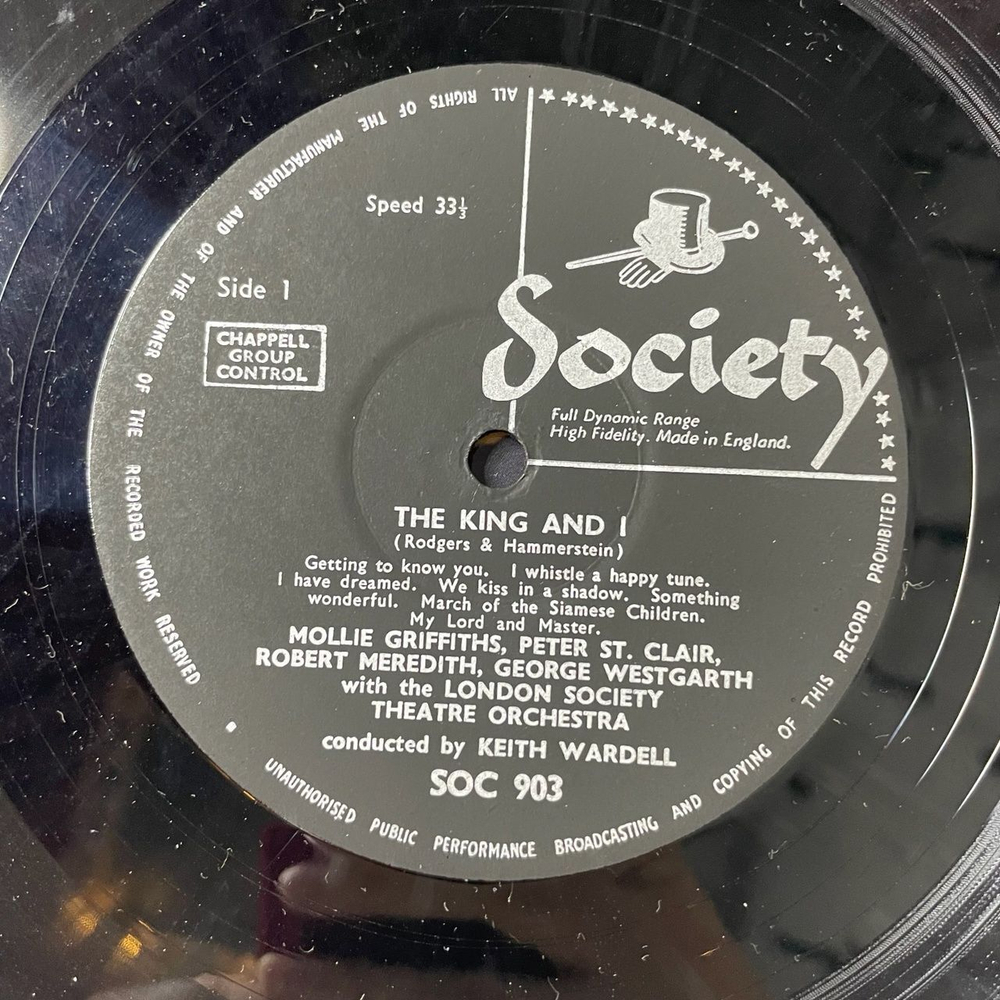 ALL RIGHTS OF THE MANUFACTURER AND OF THE OWNER OF THE RECORDED WORK RESERVED
Speed 33⅓
Side 1
CHAPPELL
GROUP
CONTROL
Society
Full Dynamic Range
High Fidelity. Made in England.
THE KING AND I
(Rodgers & Hammerstein)
Getting to know you. I whistle a happy tune.
I have dreamed. We kiss in a shadow. Something
wonderful. March of the Siamese Children.
My Lord and Master.
MOLLIE GRIFFITHS, PETER ST. CLAIR,
ROBERT MEREDITH, GEORGE WESTGARTH
with the LONDON SOCIETY
THEATRE ORCHESTRA
conducted by KEITH WARDELL
SOC 903
UNAUTHORISED PUBLIC PERFORMANCE BROADCASTING AND COPYING OF THIS RECORD PROHIBITED